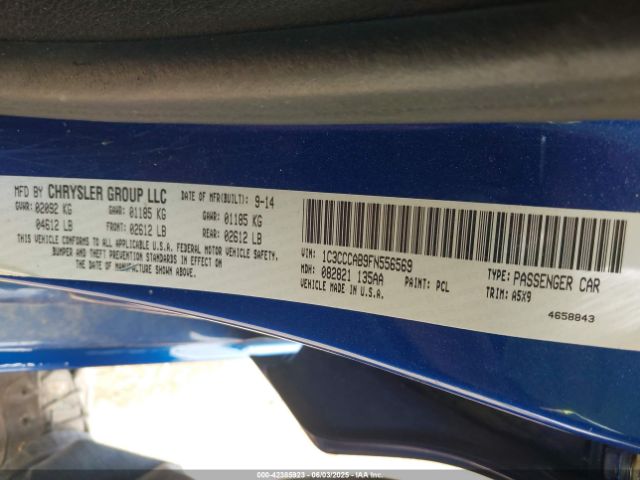 MFD BY CHRYSLER GROUP LLC DATE OF MFR(BUILT): 9-14
GVWR: 02092 KG GAWR: 01185 KG GAWR: 01185 KG
04612 LB FRONT: 02612 LB REAR: 02612 LB
THIS VEHICLE CONFORMS TO ALL APPLICABLE U.S.A. FEDERAL MOTOR VEHICLE SAFETY,
BUMPER AND THEFT PREVENTION STANDARDS IN EFFECT ON THE DATE OF MANUFACTURE SHOWN ABOVE.
VIN: 1C3CCCAB9FN556569 TYPE: PASSENGER CAR
MDH: 082821 135AA PAINT: PCL TRIM: A5X9
VEHICLE MADE IN U.S.A.
4658843
000-42385923 | 06/03/2025 | IAAI.COM